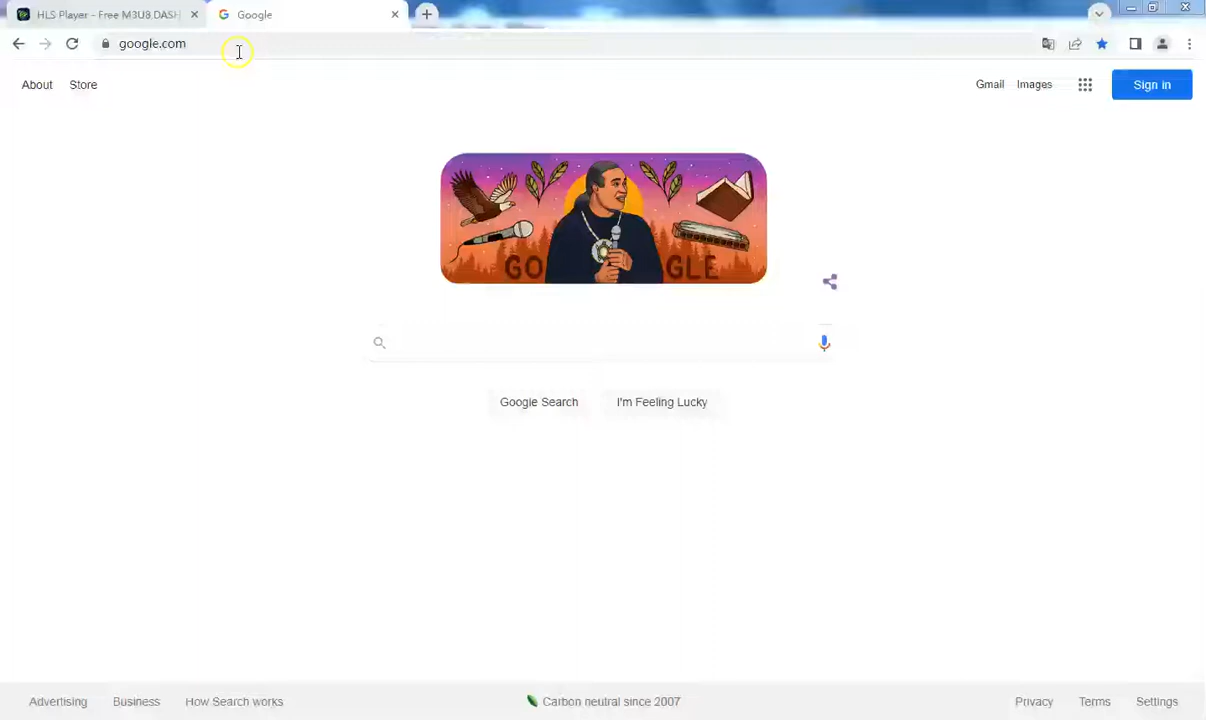 HLS Player - Free M3U8 DASH
Google
google.com
About
Store
Gmail
Images
Sign in
GO GLE
Google Search
I'm Feeling Lucky
Advertising
Business
How Search works
Carbon neutral since 2007
Privacy
Terms
Settings